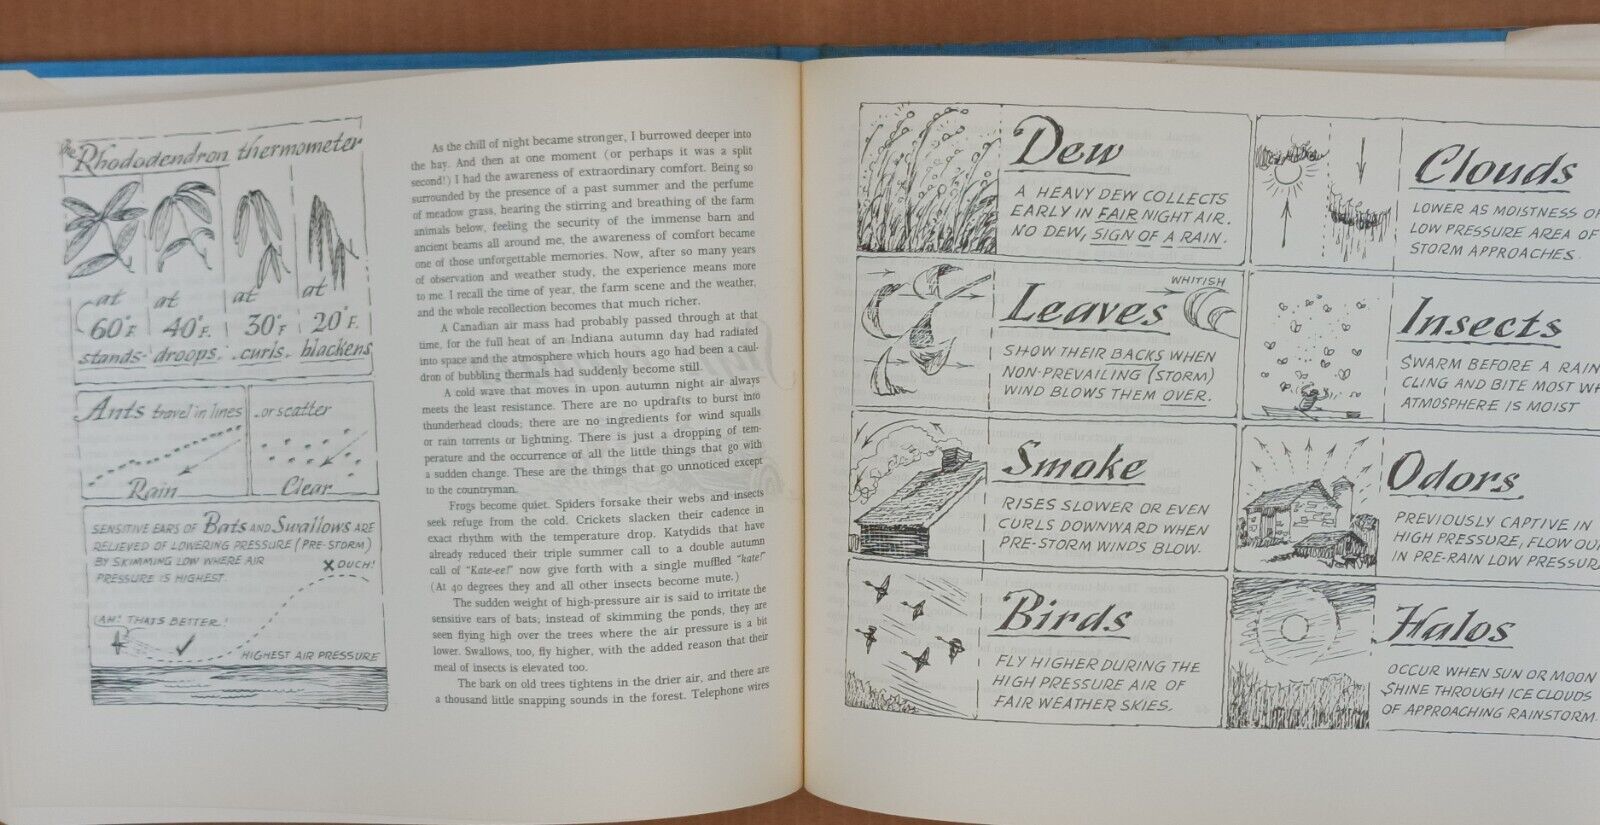 the Rhododendron thermometer
at at at at
60°F. 40°F. 30°F 20°F.
stands- droops. .curls. blackens
Ants travel in lines ..or scatter
Rain Clear
SENSITIVE EARS OF Bats AND Swallows ARE
RELIEVED OF LOWERING PRESSURE (PRE-STORM)
BY SKIMMING LOW WHERE AIR
PRESSURE IS HIGHEST.
X OUCH!
AH! THATS BETTER!
HIGHEST AIR PRESSURE
As the chill of night became stronger, I burrowed deeper into
the hay. And then at one moment (or perhaps it was a split
second!) I had the awareness of extraordinary comfort. Being so
surrounded by the presence of a past summer and the perfume
of meadow grass, hearing the stirring and breathing of the farm
animals below, feeling the security of the immense barn and
ancient beams all around me, the awareness of comfort became
one of those unforgettable memories. Now, after so many years
of observation and weather study, the experience means more
to me. I recall the time of year, the farm scene and the weather,
and the whole recollection becomes that much richer.
A Canadian air mass had probably passed through at that
time, for the full heat of an Indiana autumn day had radiated
into space and the atmosphere which hours ago had been a caul-
dron of bubbling thermals had suddenly become still.
A cold wave that moves in upon autumn night air always
meets the least resistance. There are no updrafts to burst into
thunderhead clouds; there are no ingredients for wind squalls
or rain torrents or lightning. There is just a dropping of tem-
perature and the occurrence of all the little things that go with
a sudden change. These are the things that go unnoticed except
to the countryman.
Frogs become quiet. Spiders forsake their webs and insects
seek refuge from the cold. Crickets slacken their cadence in
exact rhythm with the temperature drop. Katydids that have
already reduced their triple summer call to a double autumn
call of "Kate-ee!" now give forth with a single muffled "kate!"
(At 40 degrees they and all other insects become mute.)
The sudden weight of high-pressure air is said to irritate the
sensitive ears of bats; instead of skimming the ponds, they are
seen flying high over the trees where the air pressure is a bit
lower. Swallows, too, fly higher, with the added reason that their
meal of insects is elevated too.
The bark on old trees tightens in the drier air, and there are
a thousand little snapping sounds in the forest. Telephone wires
Dew
A HEAVY DEW COLLECTS
EARLY IN FAIR NIGHT AIR.
NO DEW, SIGN OF A RAIN.
Clouds
LOWER AS MOISTNESS OF
LOW PRESSURE AREA OF
STORM APPROACHES.
WHITISH
Leaves
SHOW THEIR BACKS WHEN
NON-PREVAILING (STORM)
WIND BLOWS THEM OVER.
Insects
SWARM BEFORE A RAIN
CLING AND BITE MOST
ATMOSPHERE IS MOIST
Smoke
RISES SLOWER OR EVEN
CURLS DOWNWARD WHEN
PRE-STORM WINDS BLOW.
Odors
PREVIOUSLY CAPTIVE IN
HIGH PRESSURE, FLOW
IN PRE-RAIN LOW
Birds
FLY HIGHER DURING THE
HIGH PRESSURE AIR OF
FAIR WEATHER SKIES.
Halos
OCCUR WHEN SUN OR MOON
SHINE THROUGH ICE CLOUDS
OF APPROACHING RAINSTORM.